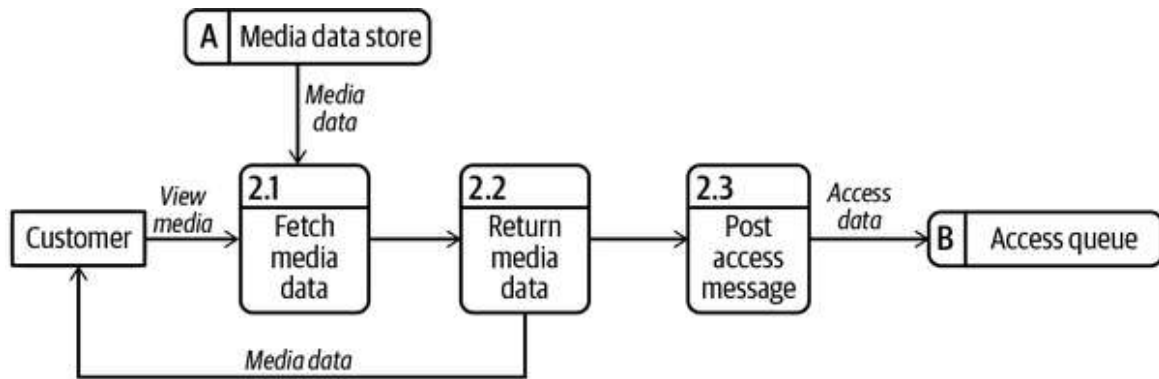 A Media data store
Media
data
2.1
2.2
2.3
View
media
Access
data
Customer
Fetch
media
data
Return
media
data
Post
access
message
B Access queue
Media data